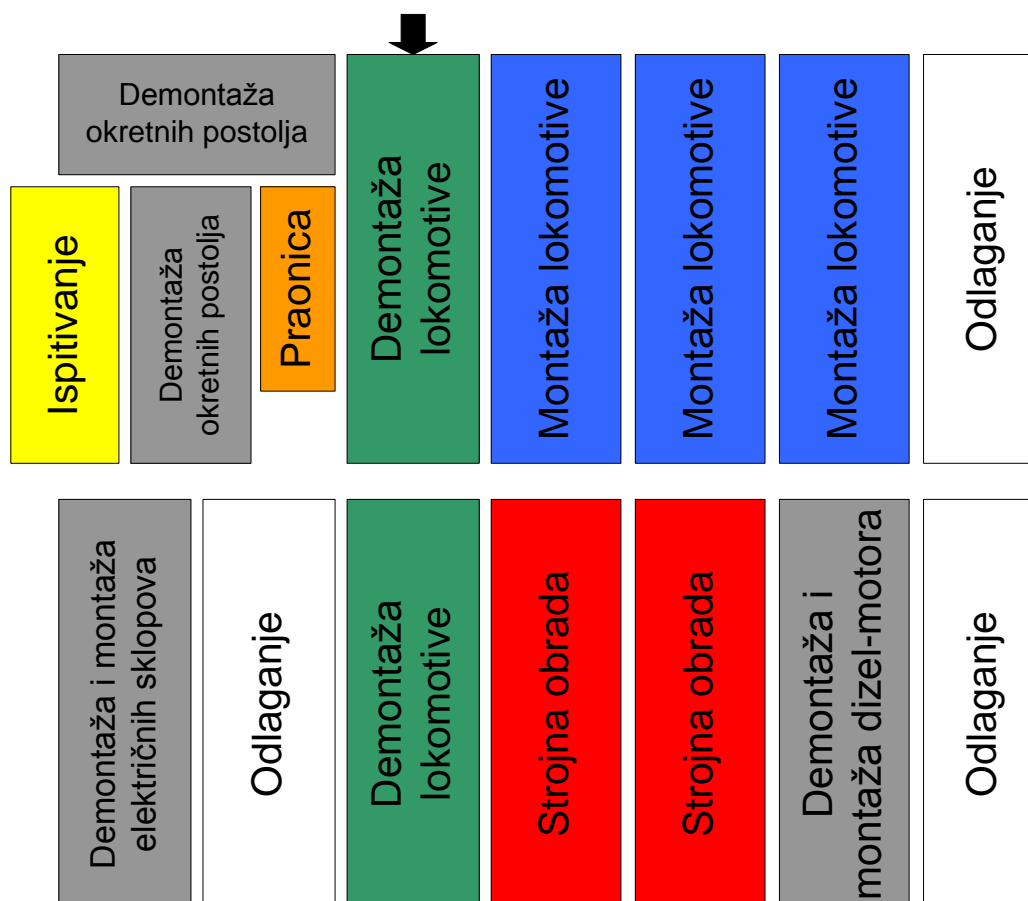 Demontaža
okretnih postolja
Ispitivanje
Demontaža
okretnih postolja
Praonica
Demontaža
lokomotive
Montaža lokomotive
Montaža lokomotive
Montaža lokomotive
Odlaganje
Demontaža i montaža
električnih sklopova
Odlaganje
Demontaža
lokomotive
Strojna obrada
Strojna obrada
Demontaža i
montaža dizel-motora
Odlaganje